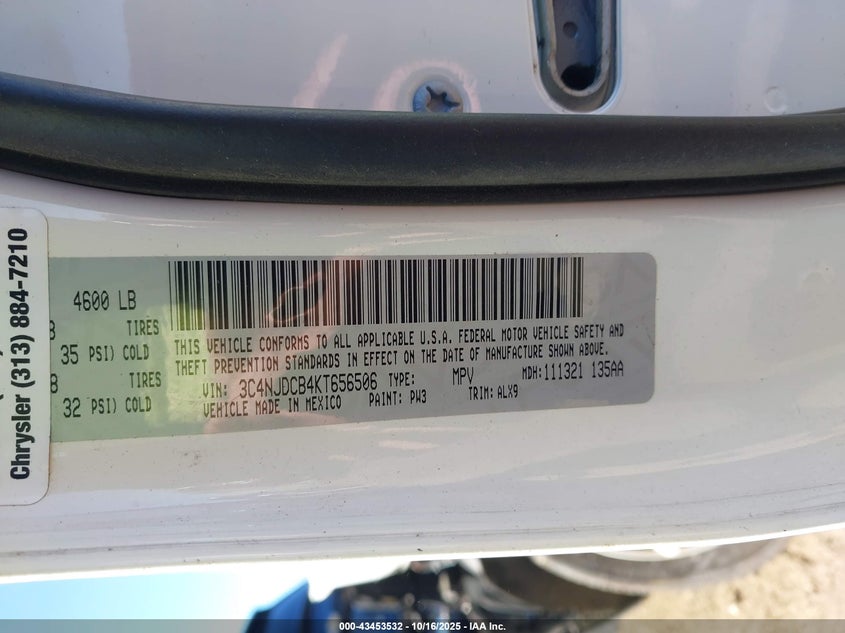 Chrysler (313) 884-7210
4600 LB
TIRES
35 PSI) COLD
TIRES
32 PSI) COLD
THIS VEHICLE CONFORMS TO ALL APPLICABLE U.S.A. FEDERAL MOTOR VEHICLE SAFETY AND
THEFT PREVENTION STANDARDS IN EFFECT ON THE DATE OF MANUFACTURE SHOWN ABOVE.
VIN: 3C4NJDCB4KT656506 TYPE: MPV MDH: 111321 135AA
VEHICLE MADE IN MEXICO PAINT: PW3 TRIM: ALX9
000-43453532 - 10/16/2025 - IAA, Inc.